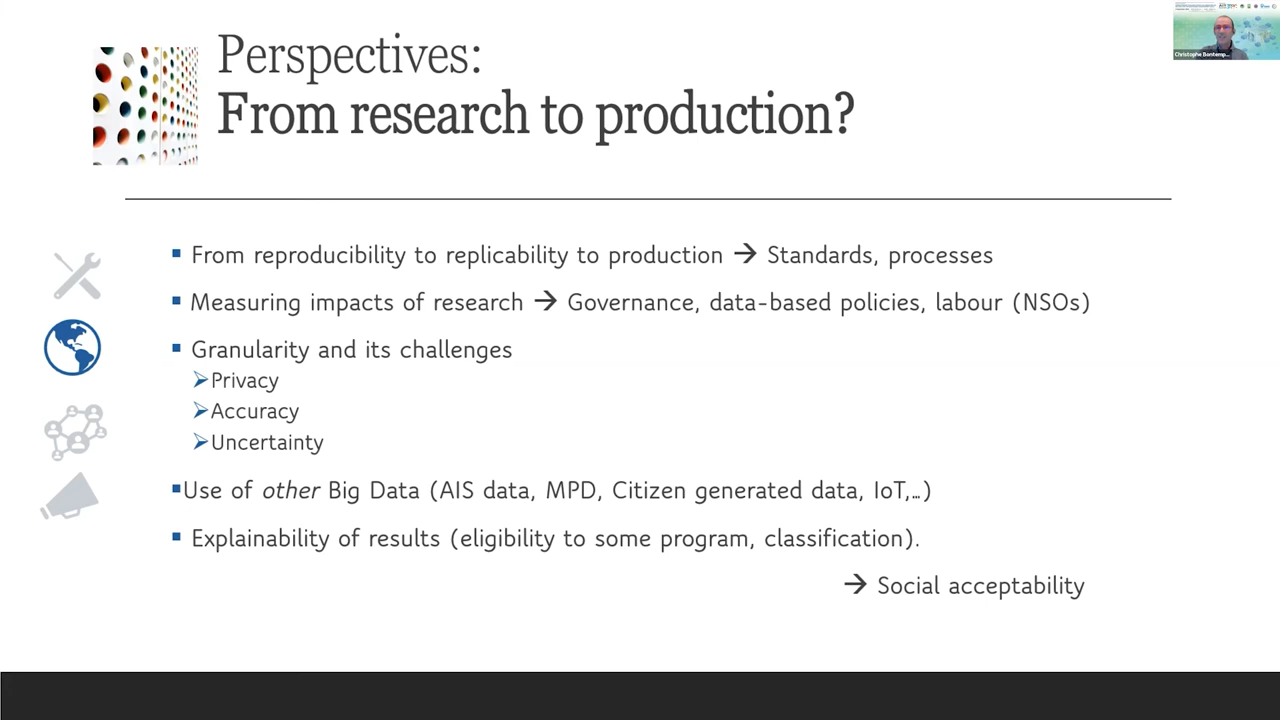 Perspectives:
From research to production?
Christophe Bontemp...
From reproducibility to replicability to production → Standards, processes
Measuring impacts of research → Governance, data-based policies, labour (NSOs)
Granularity and its challenges
Privacy
Accuracy
Uncertainty
Use of other Big Data (AIS data, MPD, Citizen generated data, IoT,…)
Explainability of results (eligibility to some program, classification).
→ Social acceptability